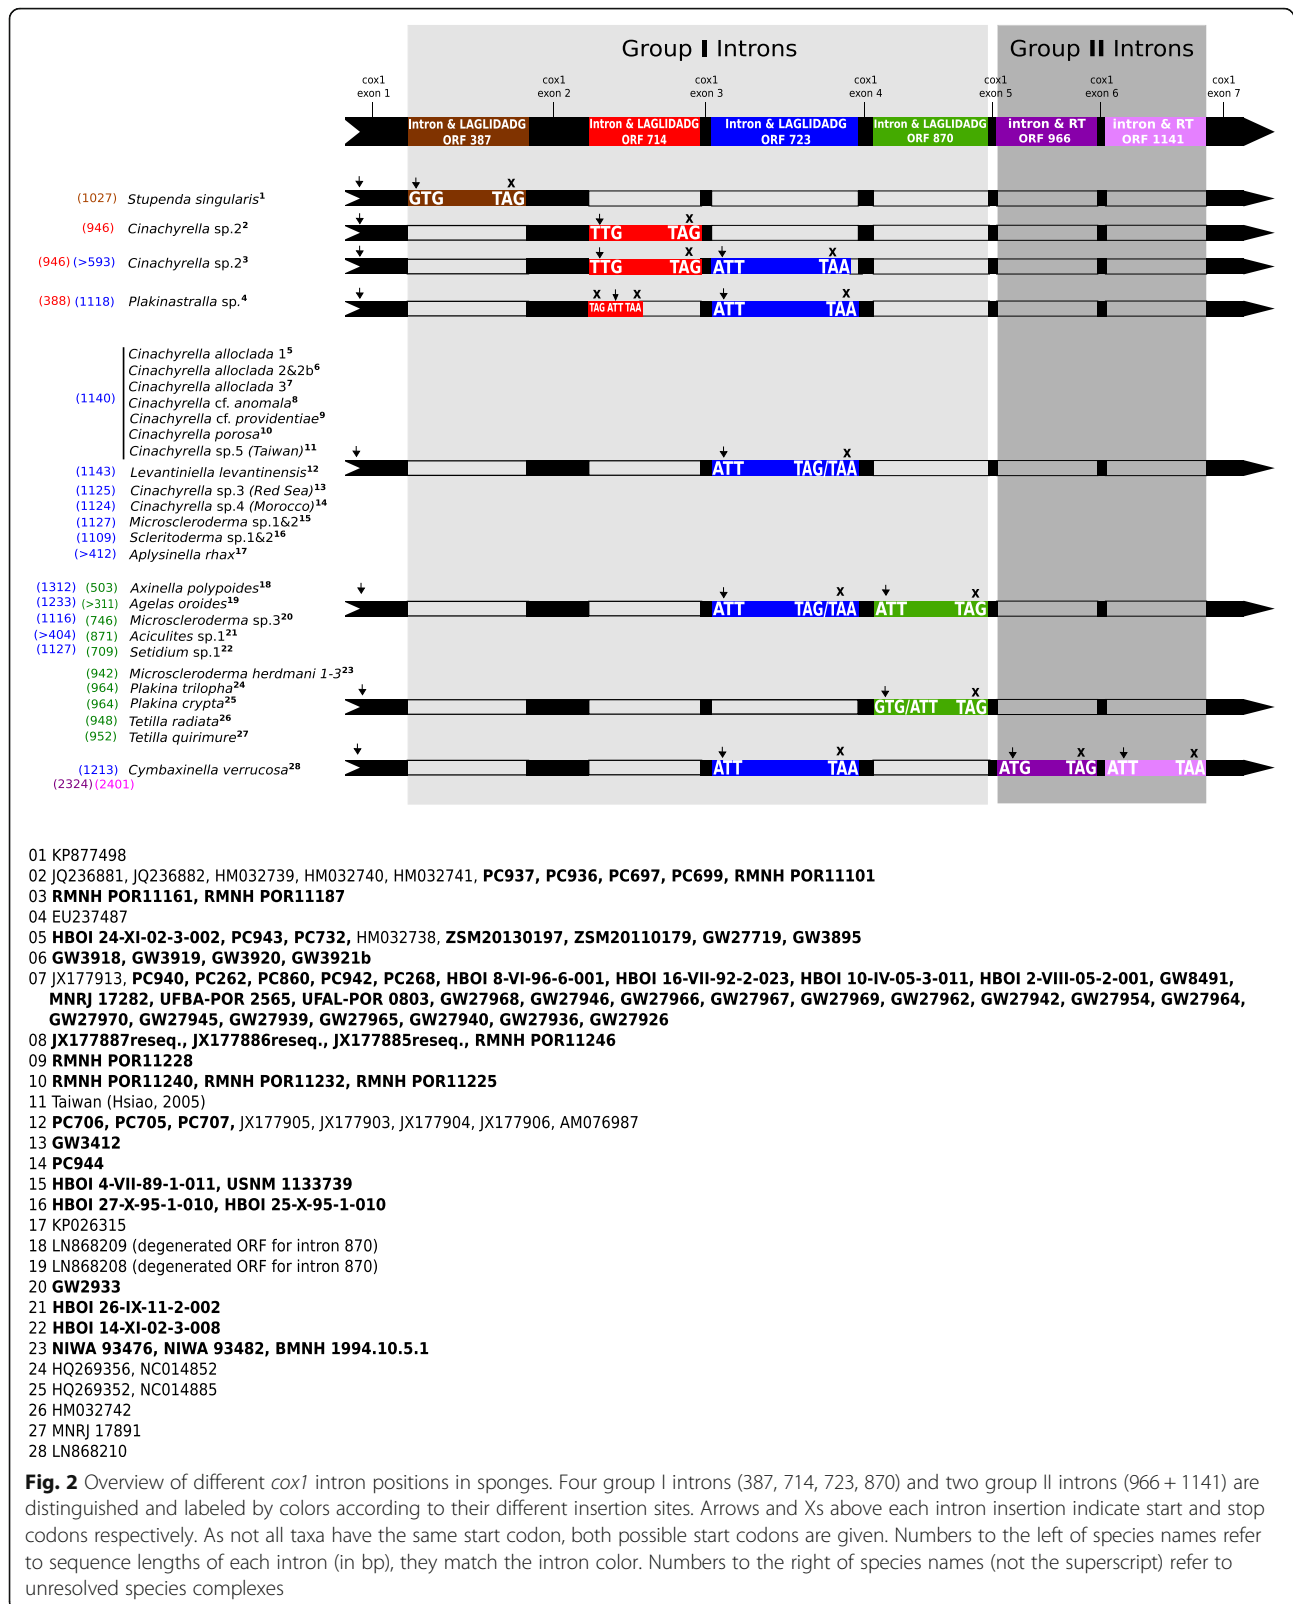 Group I Introns Group II Introns
cox1 exon 1
cox1 exon 2
cox1 exon 3
cox1 exon 4
cox1 exon 5
cox1 exon 6
cox1 exon 7
Intron & LAGLIDADG ORF 387
Intron & LAGLIDADG ORF 714
Intron & LAGLIDADG ORF 723
Intron & LAGLIDADG ORF 870
intron & RT ORF 966
intron & RT ORF 1141
x
(1027) Stupenda singularis1 GTG TAG
x
(946) Cinachyrella sp.22 TTG TAG
x x
(946) (>593) Cinachyrella sp.23 TTG TAG ATT TAA
x x x
(388) (1118) Plakinastralla sp.4 TAG ATT TAA ATT TAA
Cinachyrella alloclada 15
Cinachyrella alloclada 2&2b6
Cinachyrella alloclada 37
(1140) Cinachyrella cf. anomala8
Cinachyrella cf. providentiae9
Cinachyrella porosa10
Cinachyrella sp.5 (Taiwan)11 x
(1143) Levantiniella levantinensis12 ATT TAG/TAA
(1125) Cinachyrella sp.3 (Red Sea)13
(1124) Cinachyrella sp.4 (Morocco)14
(1127) Microscleroderma sp.1&215
(1109) Scleritoderma sp.1&216
(>412) Aplysinella rhax17
(1312) (503) Axinella polypoides18 x x
(1233) (>311) Agelas oroides19 ATT TAG/TAA ATT TAG
(1116) (746) Microscleroderma sp.320
(>404) (871) Aciculites sp.121
(1127) (709) Setidium sp.122
(942) Microscleroderma herdmani 1-323
(964) Plakina trilopha24 x
(964) Plakina crypta25 GTG/ATT TAG
(948) Tetilla radiata26
(952) Tetilla quirimure27
x x x
(1213) Cymbaxinella verrucosa28 ATT TAA ATG TAG ATT TAA
(2324) (2401)
01 KP877498
02 JQ236881, JQ236882, HM032739, HM032740, HM032741, PC937, PC936, PC697, PC699, RMNH POR11101
03 RMNH POR11161, RMNH POR11187
04 EU237487
05 HBOI 24-XI-02-3-002, PC943, PC732, HM032738, ZSM20130197, ZSM20110179, GW27719, GW3895
06 GW3918, GW3919, GW3920, GW3921b
07 JX177913, PC940, PC262, PC860, PC942, PC268, HBOI 8-VI-96-6-001, HBOI 16-VII-92-2-023, HBOI 10-IV-05-3-011, HBOI 2-VIII-05-2-001, GW8491,
MNRJ 17282, UFBA-POR 2565, UFAL-POR 0803, GW27968, GW27946, GW27966, GW27967, GW27969, GW27962, GW27942, GW27954, GW27964,
GW27970, GW27945, GW27939, GW27965, GW27940, GW27936, GW27926
08 JX177887reseq., JX177886reseq., JX177885reseq., RMNH POR11246
09 RMNH POR11228
10 RMNH POR11240, RMNH POR11232, RMNH POR11225
11 Taiwan (Hsiao, 2005)
12 PC706, PC705, PC707, JX177905, JX177903, JX177904, JX177906, AM076987
13 GW3412
14 PC944
15 HBOI 4-VII-89-1-011, USNM 1133739
16 HBOI 27-X-95-1-010, HBOI 25-X-95-1-010
17 KP026315
18 LN868209 (degenerated ORF for intron 870)
19 LN868208 (degenerated ORF for intron 870)
20 GW2933
21 HBOI 26-IX-11-2-002
22 HBOI 14-XI-02-3-008
23 NIWA 93476, NIWA 93482, BMNH 1994.10.5.1
24 HQ269356, NC014852
25 HQ269352, NC014885
26 HM032742
27 MNRJ 17891
28 LN868210
Fig. 2 Overview of different cox1 intron positions in sponges. Four group I introns (387, 714, 723, 870) and two group II introns (966 + 1141) are
distinguished and labeled by colors according to their different insertion sites. Arrows and Xs above each intron insertion indicate start and stop
codons respectively. As not all taxa have the same start codon, both possible start codons are given. Numbers to the left of species names refer
to sequence lengths of each intron (in bp), they match the intron color. Numbers to the right of species names (not the superscript) refer to
unresolved species complexes